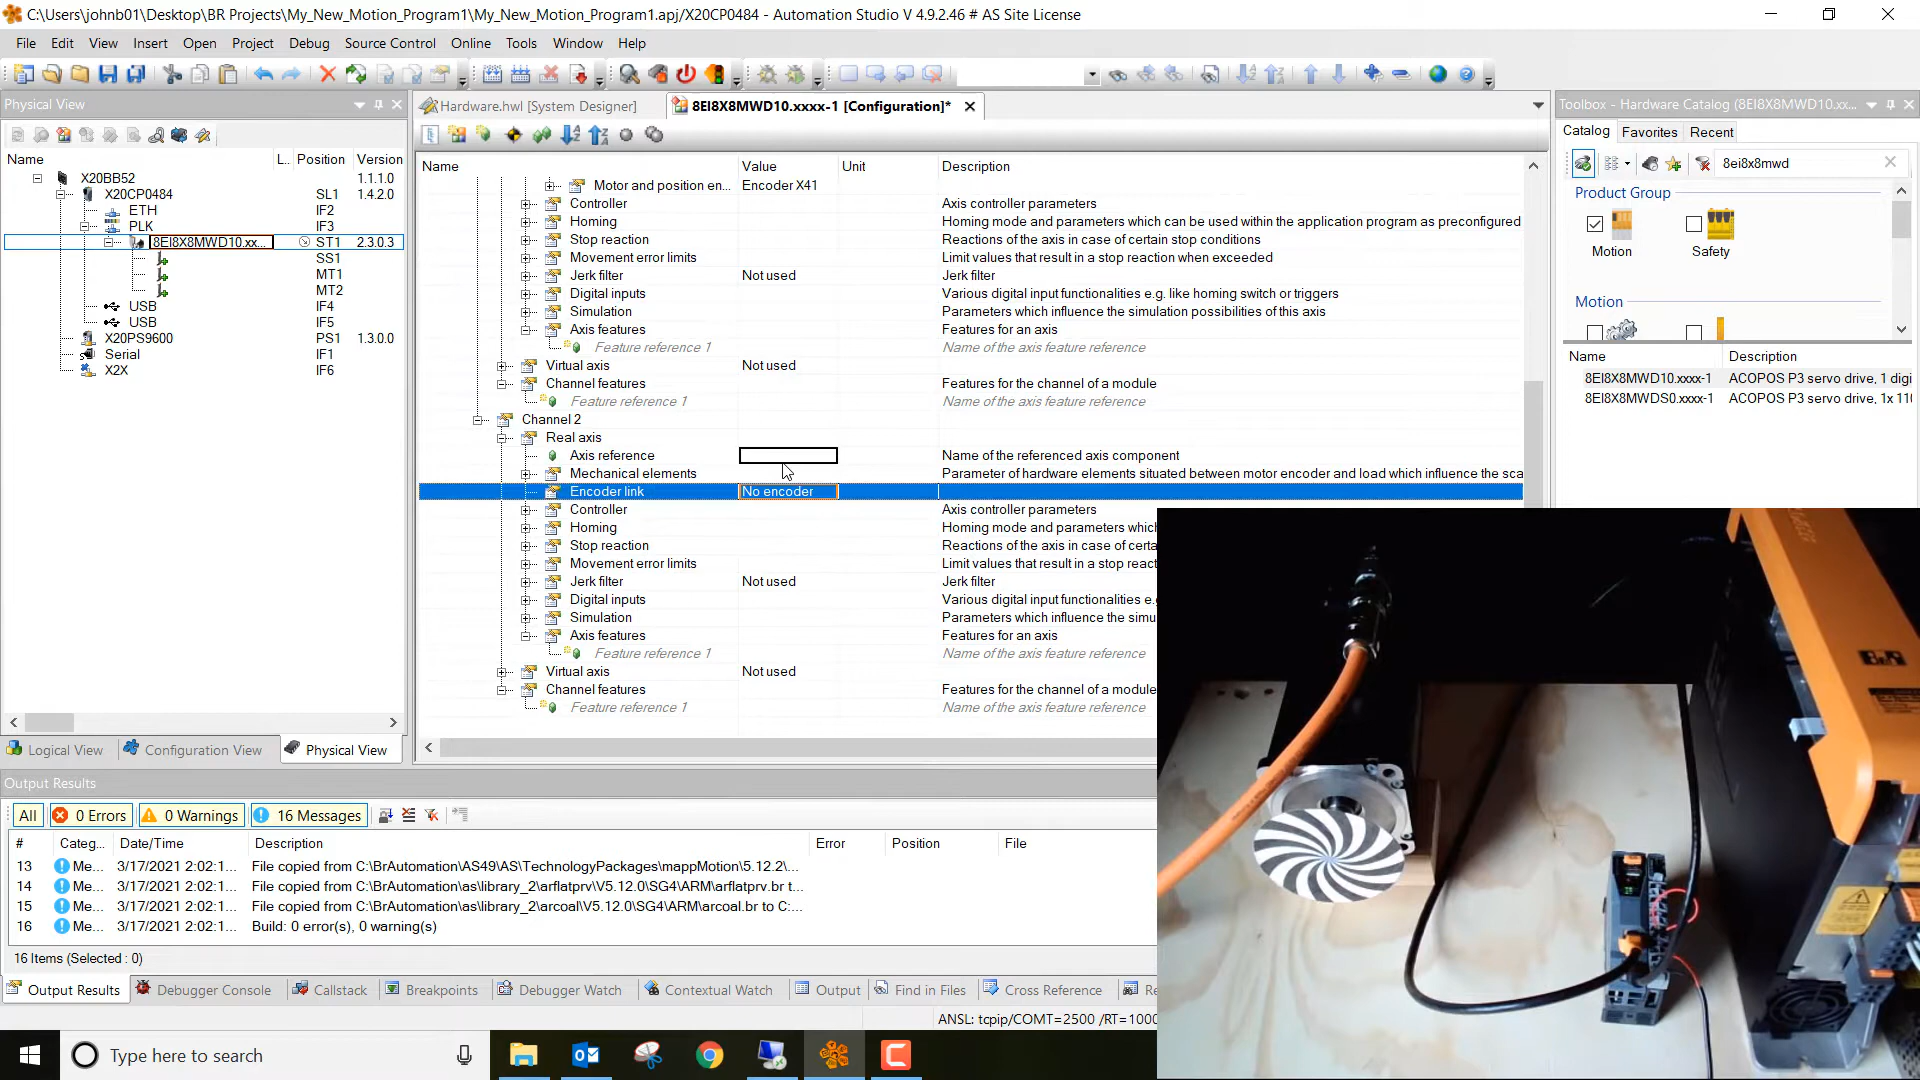 C:\Users\johnb01\Desktop\BR Projects\My_New_Motion_Program1\My_New_Motion_Program1.apj/X20CP0484 - Automation Studio V 4.9.2.46 # AS Site License
File Edit View Insert Open Project Debug Source Control Online Tools Window Help
Physical View
Name L.. Position Version
X20BB52 1.1.1.0
X20CP0484 SL1 1.4.2.0
ETH IF2
PLK IF3
8EI8X8MWD10.xx... ST1 2.3.0.3
SS1
MT1
MT2
USB IF4
USB IF5
X20PS9600 PS1 1.3.0.0
Serial IF1
X2X IF6
Logical View Configuration View Physical View
Hardware.hwl [System Designer] 8EI8X8MWD10.xxxx-1 [Configuration]*
Name Value Unit Description
Motor and position en... Encoder X41
Controller Axis controller parameters
Homing Homing mode and parameters which can be used within the application program as preconfigured
Stop reaction Reactions of the axis in case of certain stop conditions
Movement error limits Limit values that result in a stop reaction when exceeded
Jerk filter Not used Jerk filter
Digital inputs Various digital input functionalities e.g. like homing switch or triggers
Simulation Parameters which influence the simulation possibilities of this axis
Axis features Features for an axis
Feature reference 1 Name of the axis feature reference
Virtual axis Not used
Channel features Features for the channel of a module
Feature reference 1 Name of the axis feature reference
Channel 2
Real axis
Axis reference Name of the referenced axis component
Mechanical elements Parameter of hardware elements situated between motor encoder and load which influence the sca
Encoder link No encoder
Controller Axis controller parameters
Homing Homing mode and parameters whic
Stop reaction Reactions of the axis in case of certa
Movement error limits Limit values that result in a stop react
Jerk filter Not used Jerk filter
Digital inputs Various digital input functionalities e.
Simulation Parameters which influence the simu
Axis features Features for an axis
Feature reference 1 Name of the axis feature reference
Virtual axis Not used
Channel features Features for the channel of a module
Feature reference 1 Name of the axis feature reference
Toolbox - Hardware Catalog (8EI8X8MWD10.xx...
Catalog Favorites Recent
8ei8x8mwd
Product Group
Motion Safety
Motion
Name Description
8EI8X8MWD10.xxxx-1 ACOPOS P3 servo drive, 1 digi
8EI8X8MWDS0.xxxx-1 ACOPOS P3 servo drive, 1x 11
Output Results
All 0 Errors 0 Warnings 16 Messages
# Categ... Date/Time Description Error Position File
13 Me... 3/17/2021 2:02:1... File copied from C:\BrAutomation\AS49\AS\TechnologyPackages\mappMotion\5.12.2\...
14 Me... 3/17/2021 2:02:1... File copied from C:\BrAutomation\as\library_2\arflatprv\V5.12.0\SG4\ARM\arflatprv.br t...
15 Me... 3/17/2021 2:02:1... File copied from C:\BrAutomation\as\library_2\arcoal\V5.12.0\SG4\ARM\arcoal.br to C:...
16 Me... 3/17/2021 2:02:1... Build: 0 error(s), 0 warning(s)
16 Items (Selected : 0)
Output Results Debugger Console Callstack Breakpoints Debugger Watch Contextual Watch Output Find in Files Cross Reference Re
ANSL: tcpip/COMT=2500 /RT=1000
Type here to search